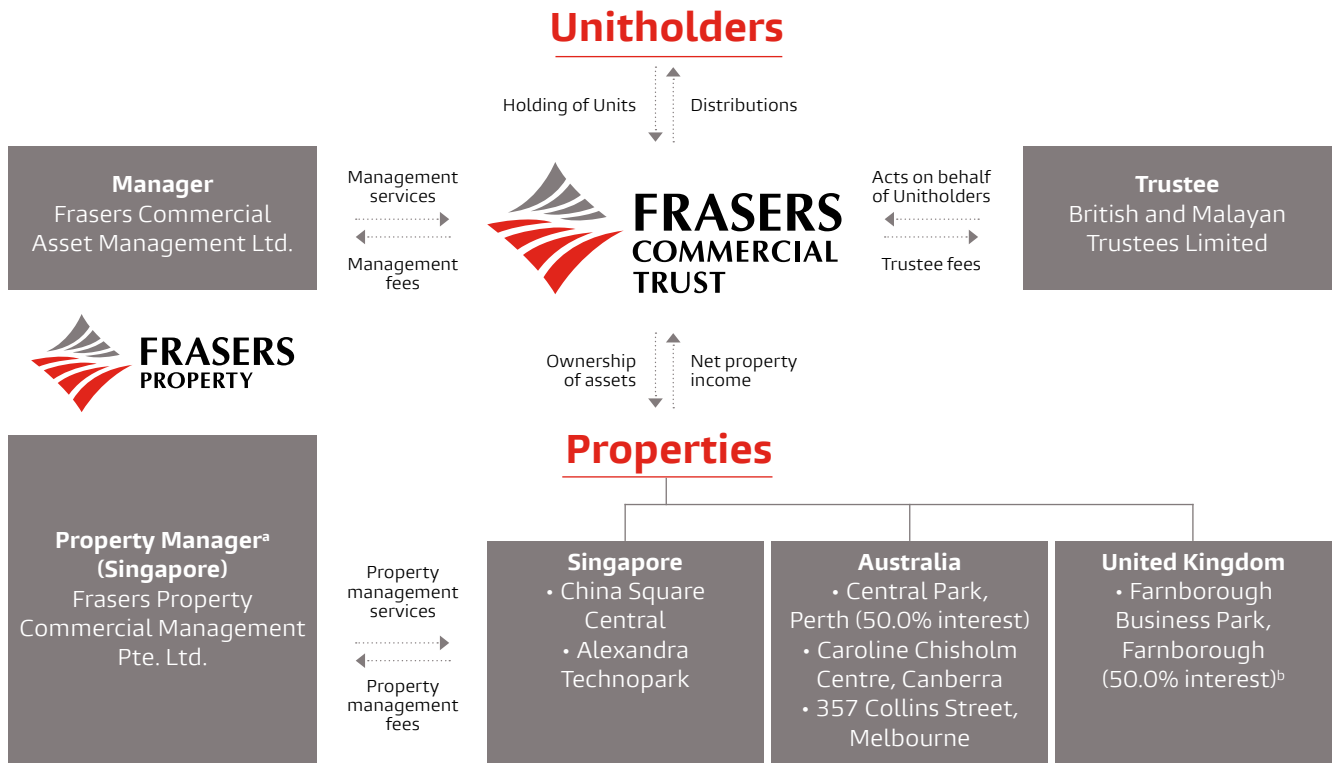 Unitholders
Holding of Units
Distributions
Manager
Frasers Commercial
Asset Management Ltd.
Management
services
Management
fees
FRASERS
COMMERCIAL
TRUST
Acts on behalf
of Unitholders
Trustee fees
Trustee
British and Malayan
Trustees Limited
FRASERS
PROPERTY
Ownership
of assets
Net property
income
Properties
Property Managerᵃ
(Singapore)
Frasers Property
Commercial Management
Pte. Ltd.
Property
management
services
Property
management
fees
Singapore
• China Square
Central
• Alexandra
Technopark
Australia
• Central Park,
Perth (50.0% interest)
• Caroline Chisholm
Centre, Canberra
• 357 Collins Street,
Melbourne
United Kingdom
• Farnborough
Business Park,
Farnborough
(50.0% interest)ᵇ